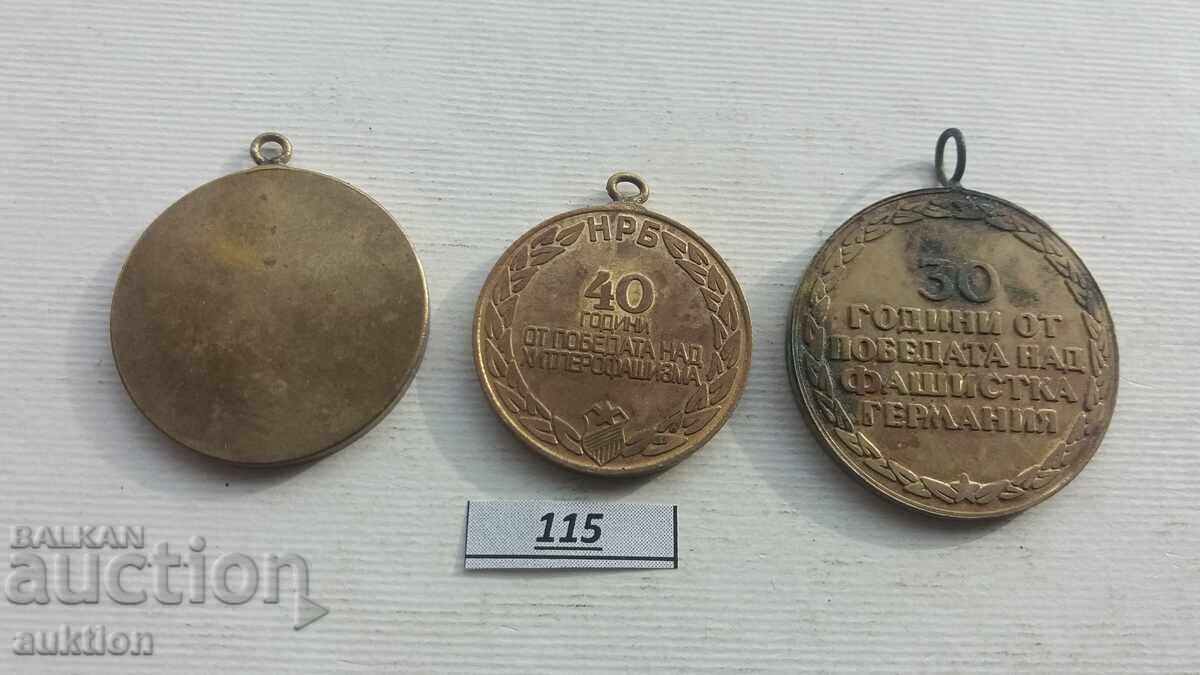 НРБ
40
ГОДИНИ
ОТ ПОБЕДАТА НАД
ХИТЛЕРОФАШИЗМА
30
ГОДИНИ ОТ
ПОБЕДАТА НАД
ФАШИСТКА
ГЕРМАНИЯ
115
BALKAN
auction
auktion